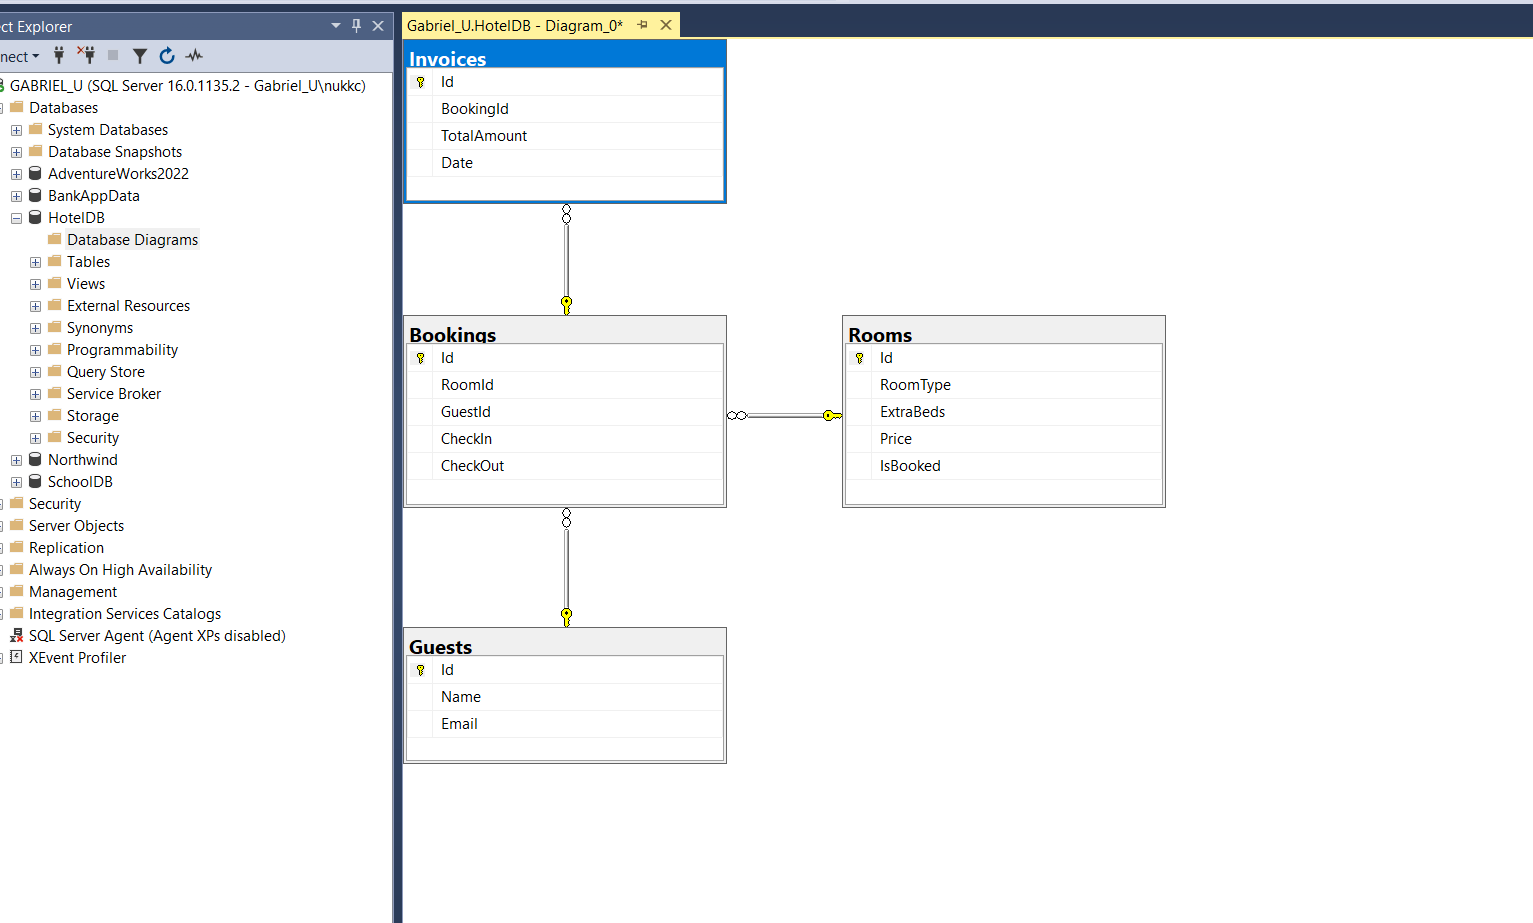 ct Explorer
nect
GABRIEL_U (SQL Server 16.0.1135.2 - Gabriel_U\nukkc)
Databases
System Databases
Database Snapshots
AdventureWorks2022
BankAppData
HotelDB
Database Diagrams
Tables
Views
External Resources
Synonyms
Programmability
Query Store
Service Broker
Storage
Security
Northwind
SchoolDB
Security
Server Objects
Replication
Always On High Availability
Management
Integration Services Catalogs
SQL Server Agent (Agent XPs disabled)
XEvent Profiler
Gabriel_U.HotelDB - Diagram_0*
Invoices
Id
BookingId
TotalAmount
Date
Bookings
Id
RoomId
GuestId
CheckIn
CheckOut
Rooms
Id
RoomType
ExtraBeds
Price
IsBooked
Guests
Id
Name
Email